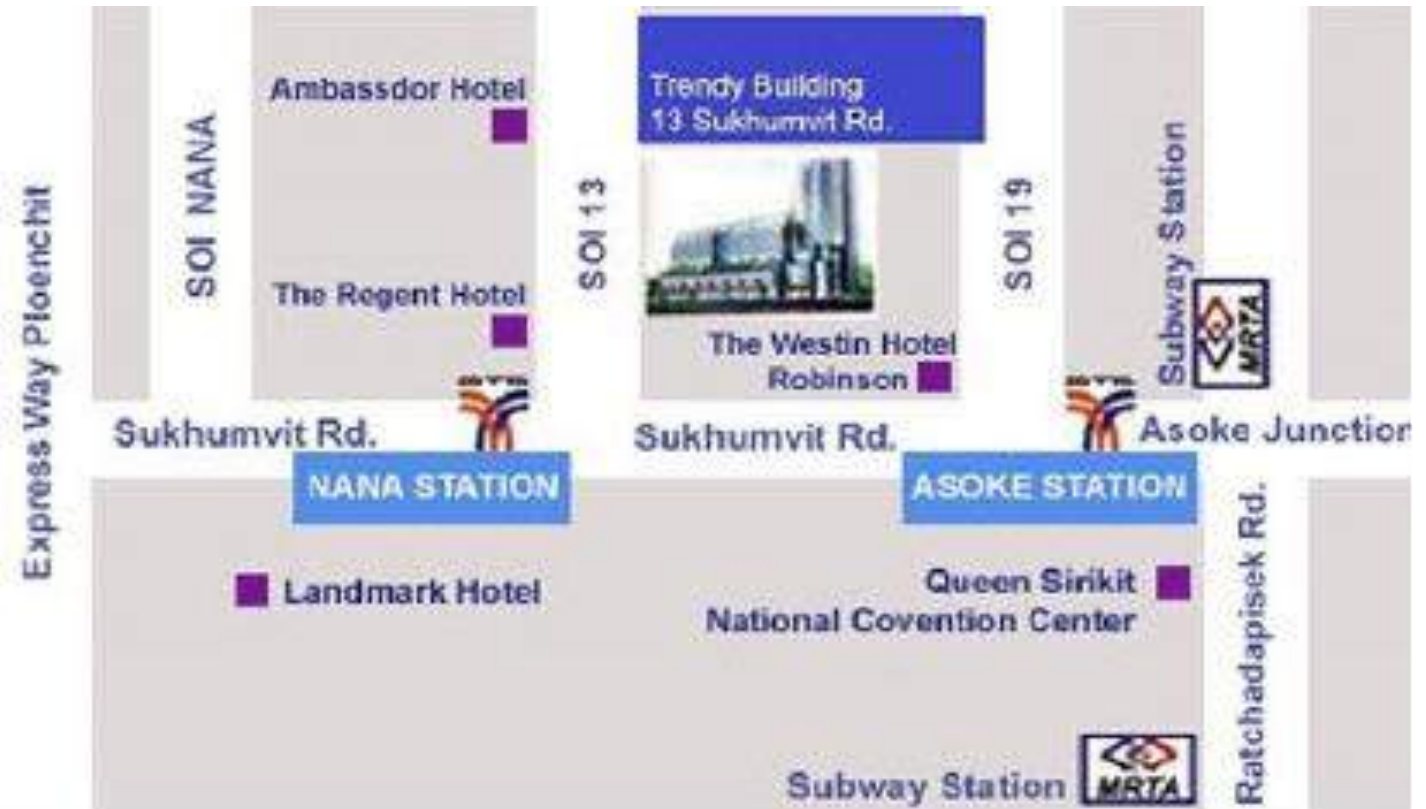 Ambassdor Hotel
Trendy Building
13 Sukhumvit Rd.
Express Way Ploenchit
SOI NANA
SOI 13
SOI 19
Subway Station
MRTA
The Regent Hotel
The Westin Hotel
Robinson
BTS
BTS
Sukhumvit Rd.
Sukhumvit Rd.
Asoke Junction
NANA STATION
ASOKE STATION
Landmark Hotel
Queen Sirikit
National Covention Center
Ratchadapisek Rd.
Subway Station
MRTA